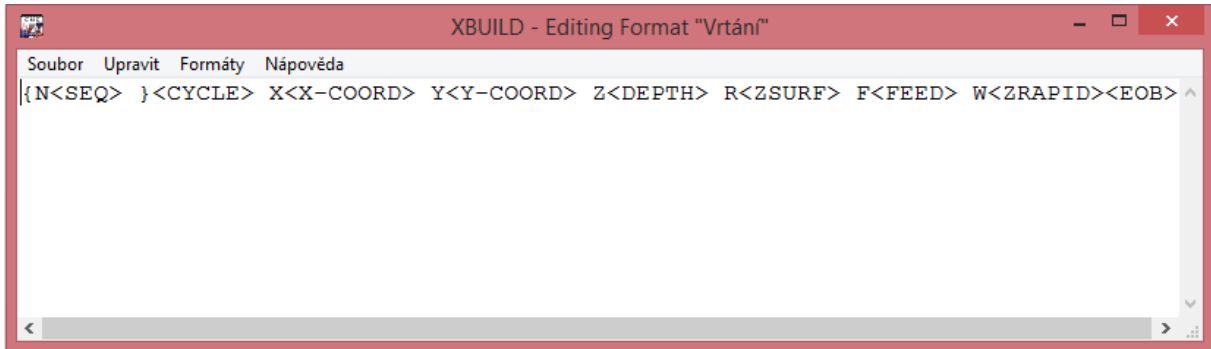 XBUILD - Editing Format "Vrtání"
Soubor Upravit Formáty Nápověda
{N<SEQ> }<CYCLE> X<X-COORD> Y<Y-COORD> Z<DEPTH> R<ZSURF> F<FEED> W<ZRAPID><EOB>